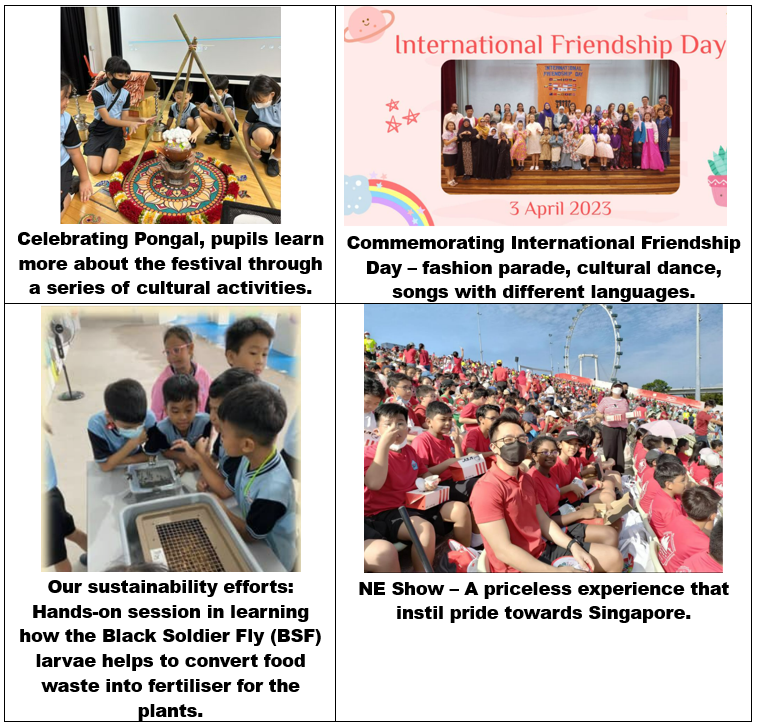 International Friendship Day
INTERNATIONAL
FRIENDSHIP DAY
3 April 2023
Celebrating Pongal, pupils learn
more about the festival through
a series of cultural activities.
Commemorating International Friendship
Day – fashion parade, cultural dance,
songs with different languages.
Our sustainability efforts:
Hands-on session in learning
how the Black Soldier Fly (BSF)
larvae helps to convert food
waste into fertiliser for the
plants.
NE Show – A priceless experience that
instil pride towards Singapore.